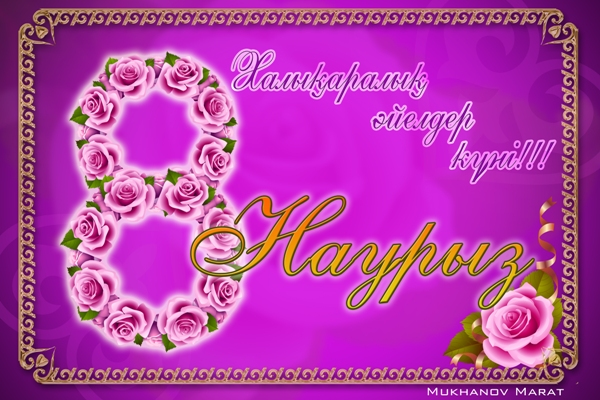 Халықаралық
әйелдер
күні!!!
8 Наурыз
MUKHANOV MARAT